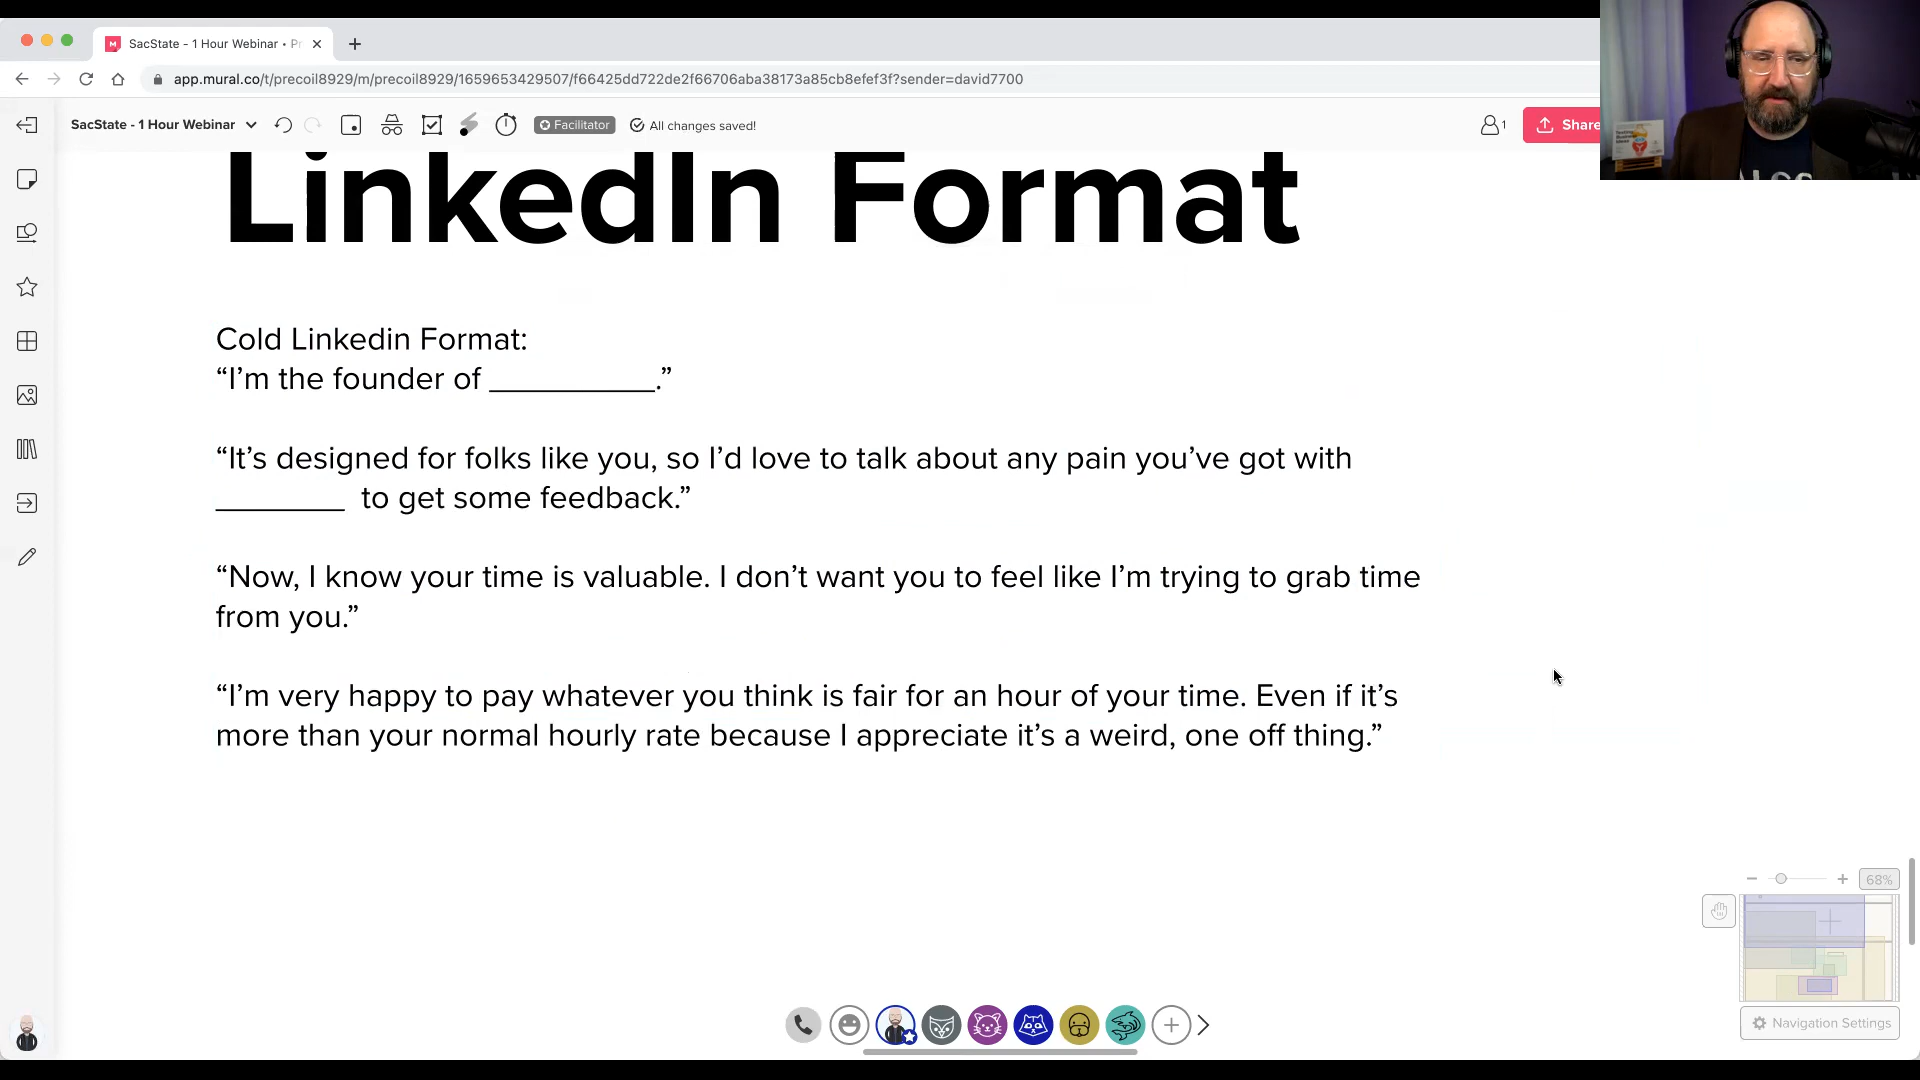 SacState - 1 Hour Webinar • Pr
app.mural.co/t/precoil8929/m/precoil8929/1659653429507/f66425dd722de2f66706aba38173a85cb8efef3f?sender=david7700
SacState - 1 Hour Webinar
Facilitator
All changes saved!
1
Share
LinkedIn Format
Cold Linkedin Format:
“I’m the founder of __________.”
“It’s designed for folks like you, so I’d love to talk about any pain you’ve got with
________ to get some feedback.”
“Now, I know your time is valuable. I don’t want you to feel like I’m trying to grab time
from you.”
“I’m very happy to pay whatever you think is fair for an hour of your time. Even if it’s
more than your normal hourly rate because I appreciate it’s a weird, one off thing.”
68%
Navigation Settings